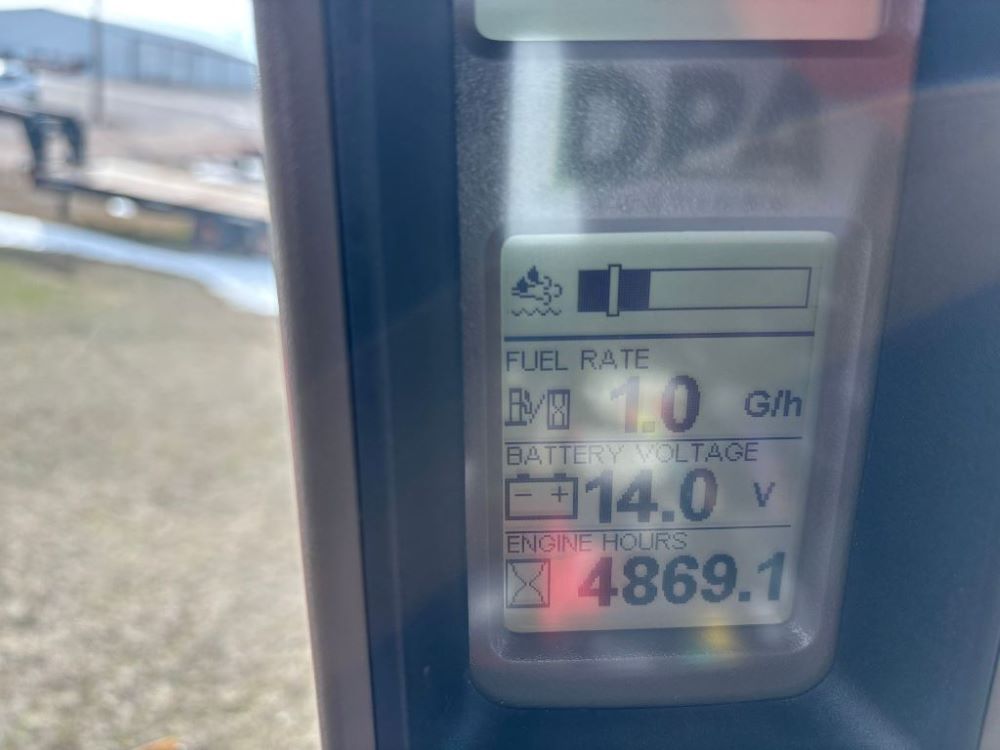 DPA
FUEL RATE
1.0 G/h
BATTERY VOLTAGE
- + 14.0 V
ENGINE HOURS
4869.1